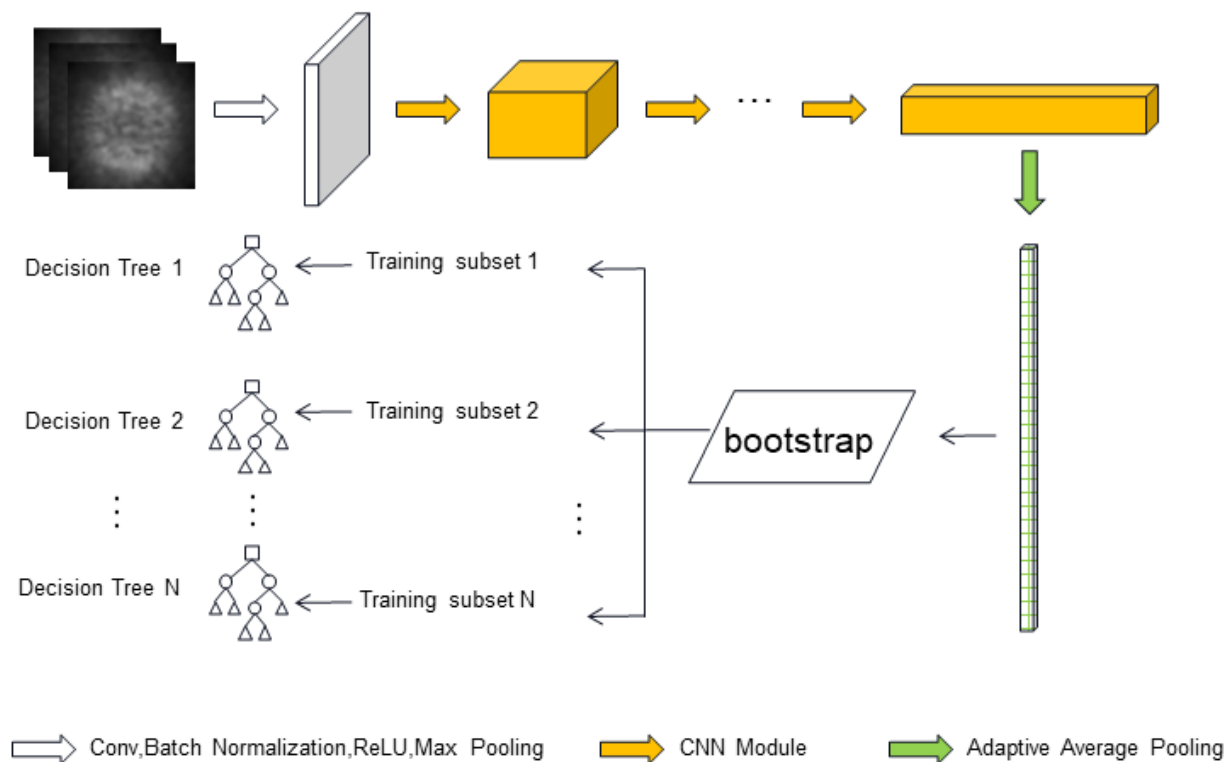 ...
Decision Tree 1
Training subset 1
Decision Tree 2
Training subset 2
bootstrap
Decision Tree N
Training subset N
Conv,Batch Normalization,ReLU,Max Pooling
CNN Module
Adaptive Average Pooling